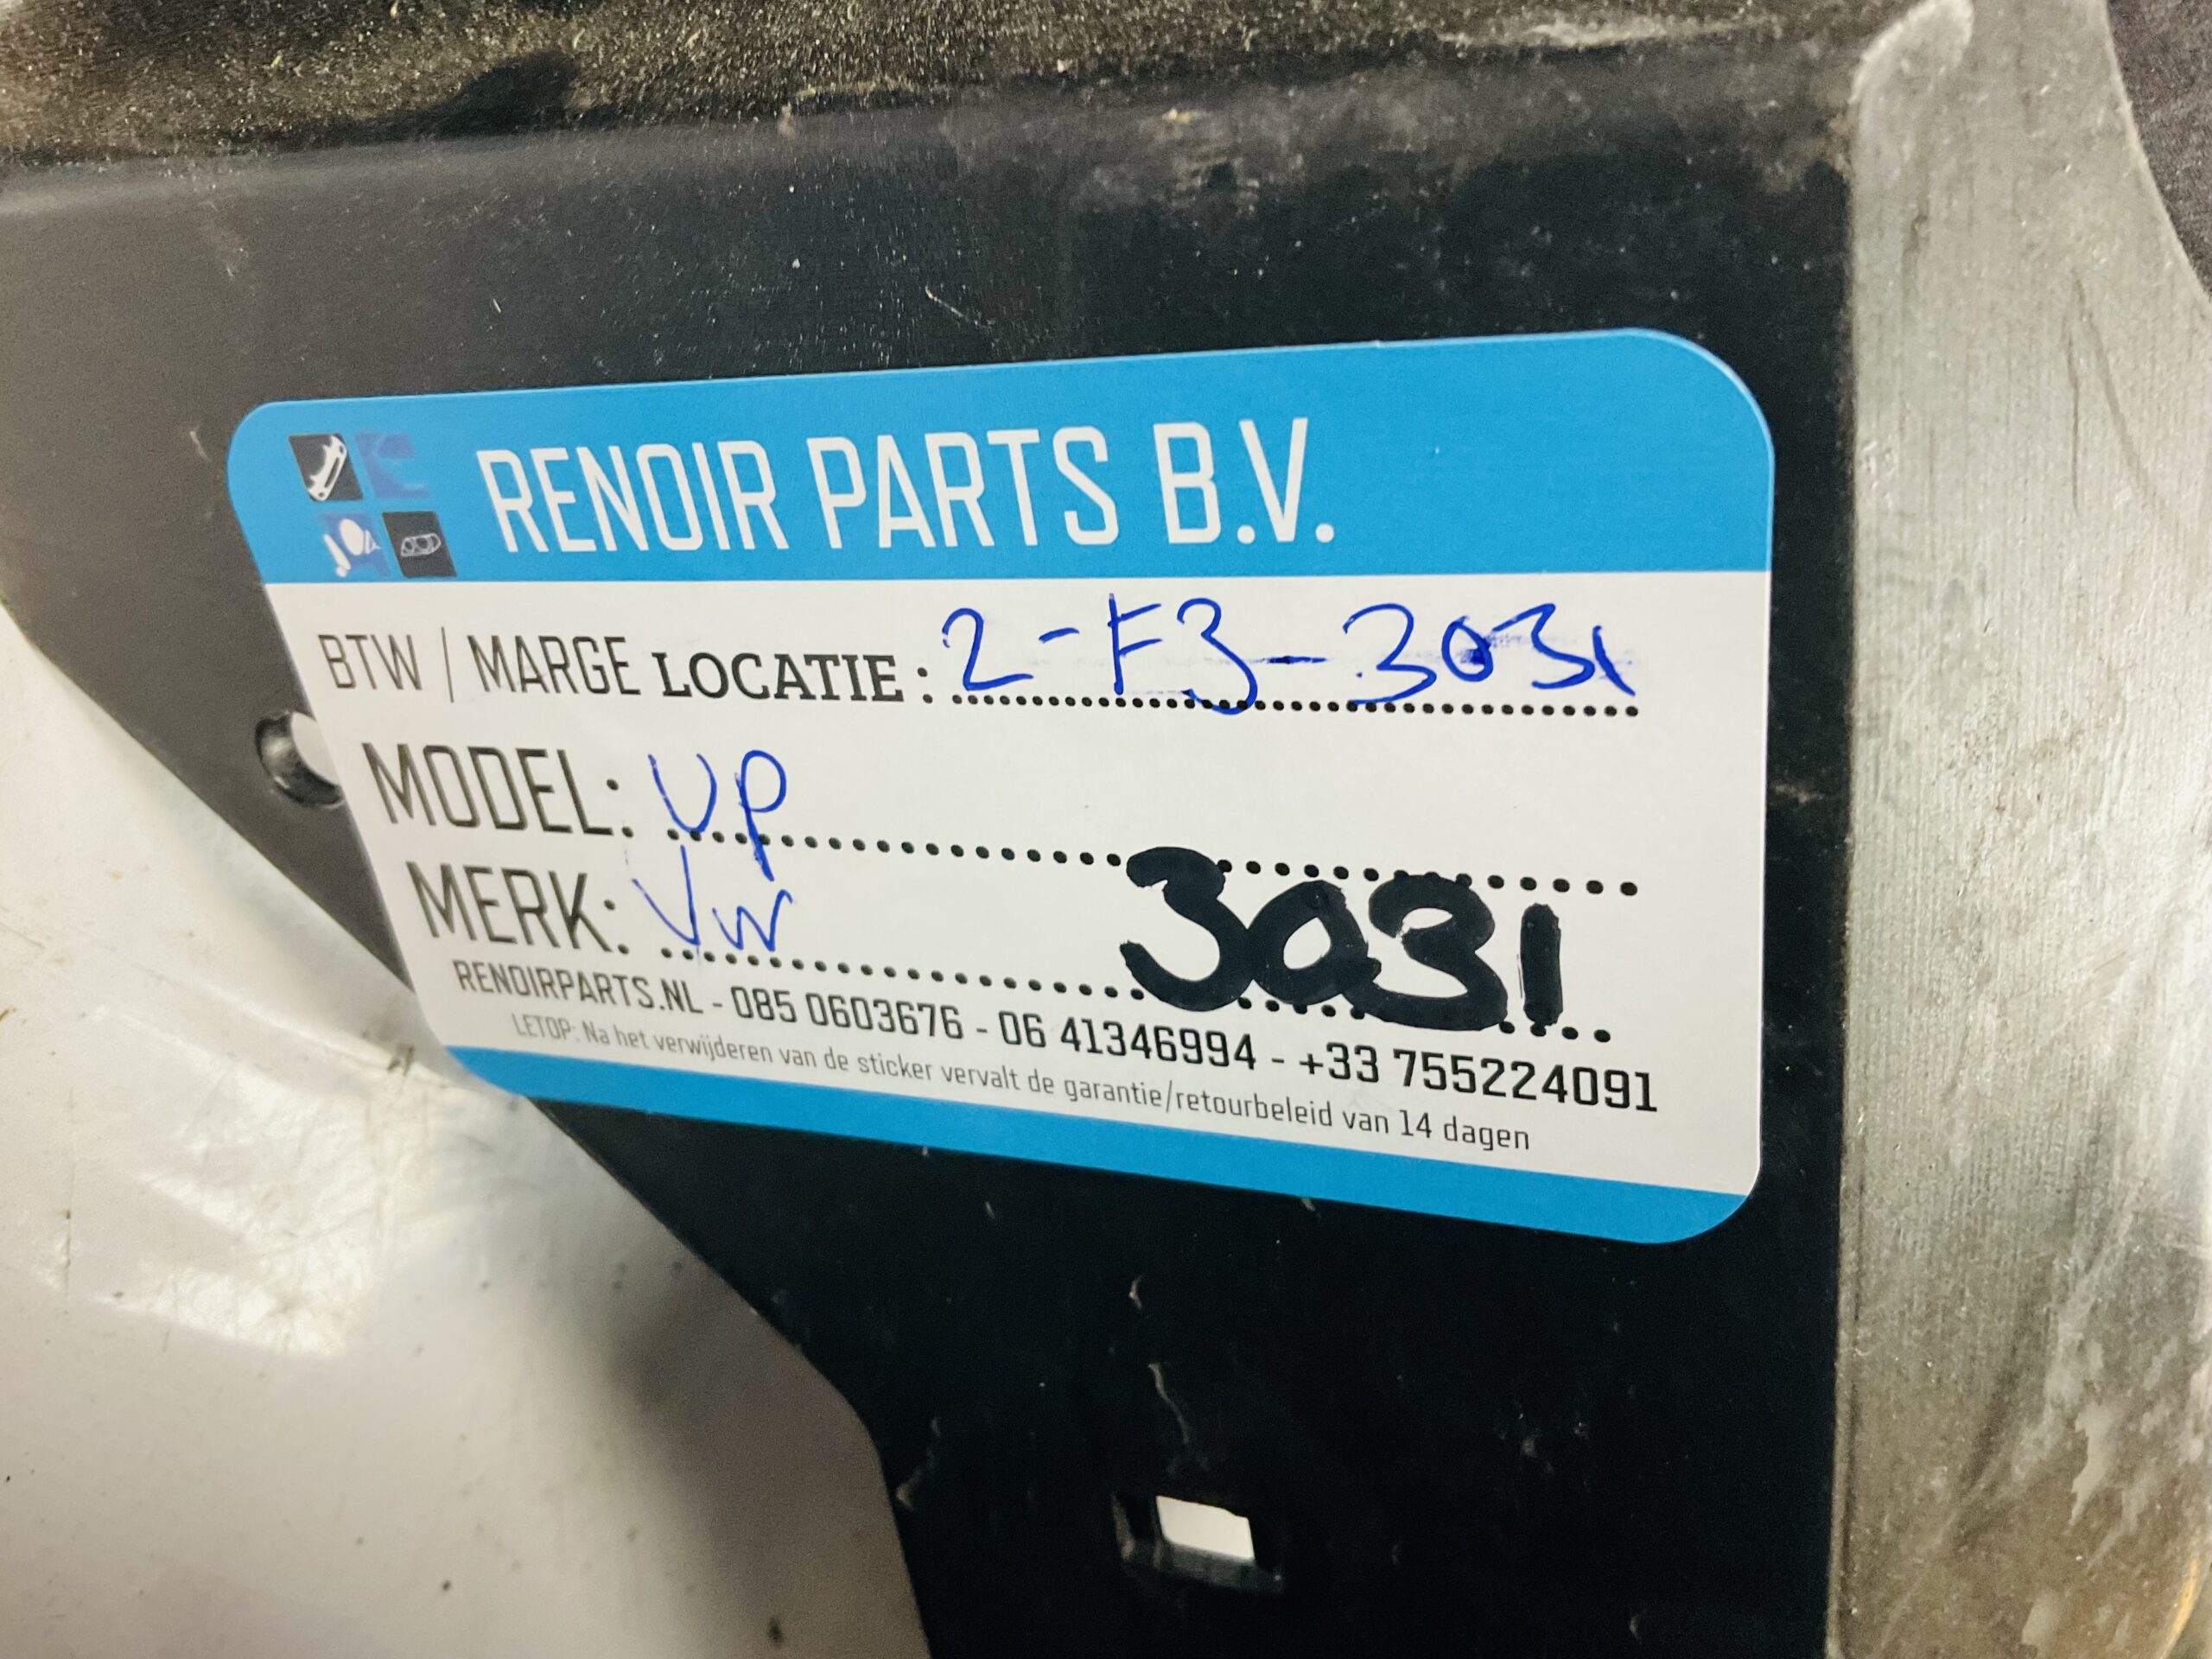 RENOIR PARTS B.V.
BTW / MARGE LOCATIE : 2-F3-3031
MODEL: UP
MERK: VW 3031
RENOIRPARTS.NL - 085 0603676 - 06 41346994 - +33 755224091
LETOP: Na het verwijderen van de sticker vervalt de garantie/retourbeleid van 14 dagen